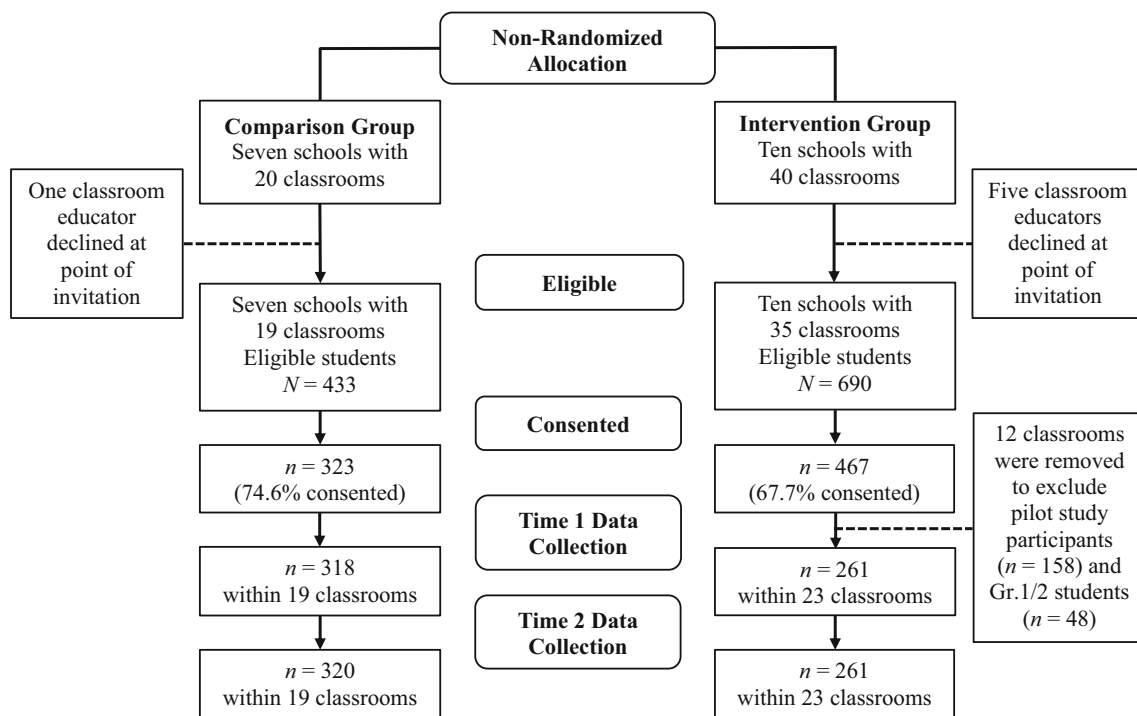 Non-Randomized
Allocation
Comparison Group
Seven schools with
20 classrooms
Intervention Group
Ten schools with
40 classrooms
One classroom
educator
declined at
point of
invitation
Five classroom
educators
declined at
point of
invitation
Eligible
Seven schools with
19 classrooms
Eligible students
N = 433
Ten schools with
35 classrooms
Eligible students
N = 690
Consented
n = 323
(74.6% consented)
n = 467
(67.7% consented)
12 classrooms
were removed
to exclude
pilot study
participants
(n = 158) and
Gr.1/2 students
(n = 48)
Time 1 Data
Collection
n = 318
within 19 classrooms
n = 261
within 23 classrooms
Time 2 Data
Collection
n = 320
within 19 classrooms
n = 261
within 23 classrooms